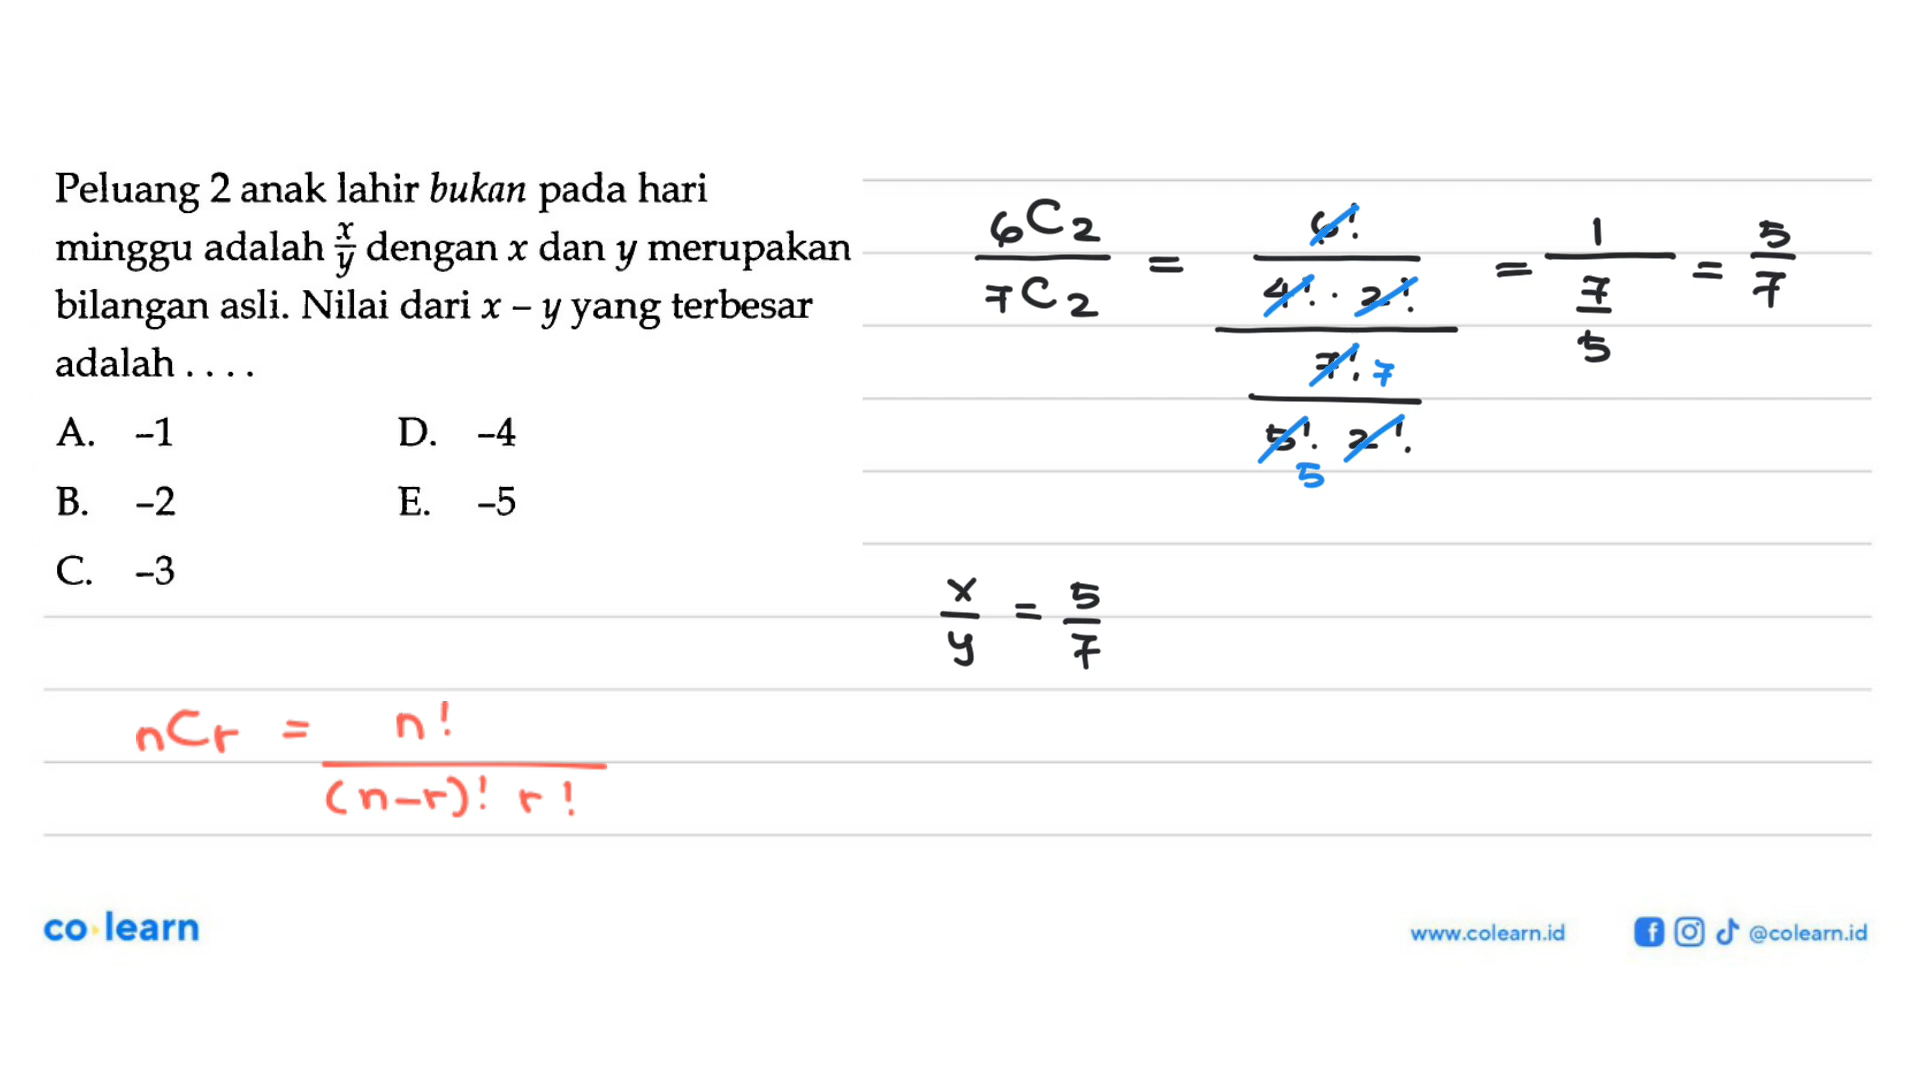 Peluang 2 anak lahir bukan pada hari
minggu adalah x/y dengan x dan y merupakan
bilangan asli. Nilai dari x – y yang terbesar
adalah . . . .
A. –1 D. –4
B. –2 E. –5
C. –3
6C2 / 7C2 = (6! / (4! · 2!)) / (7! 7 / (5! 5 2!)) = 1 / (7/5) = 5/7
x/y = 5/7
nCr = n! / (n-r)! r!
co learn
www.colearn.id @colearn.id